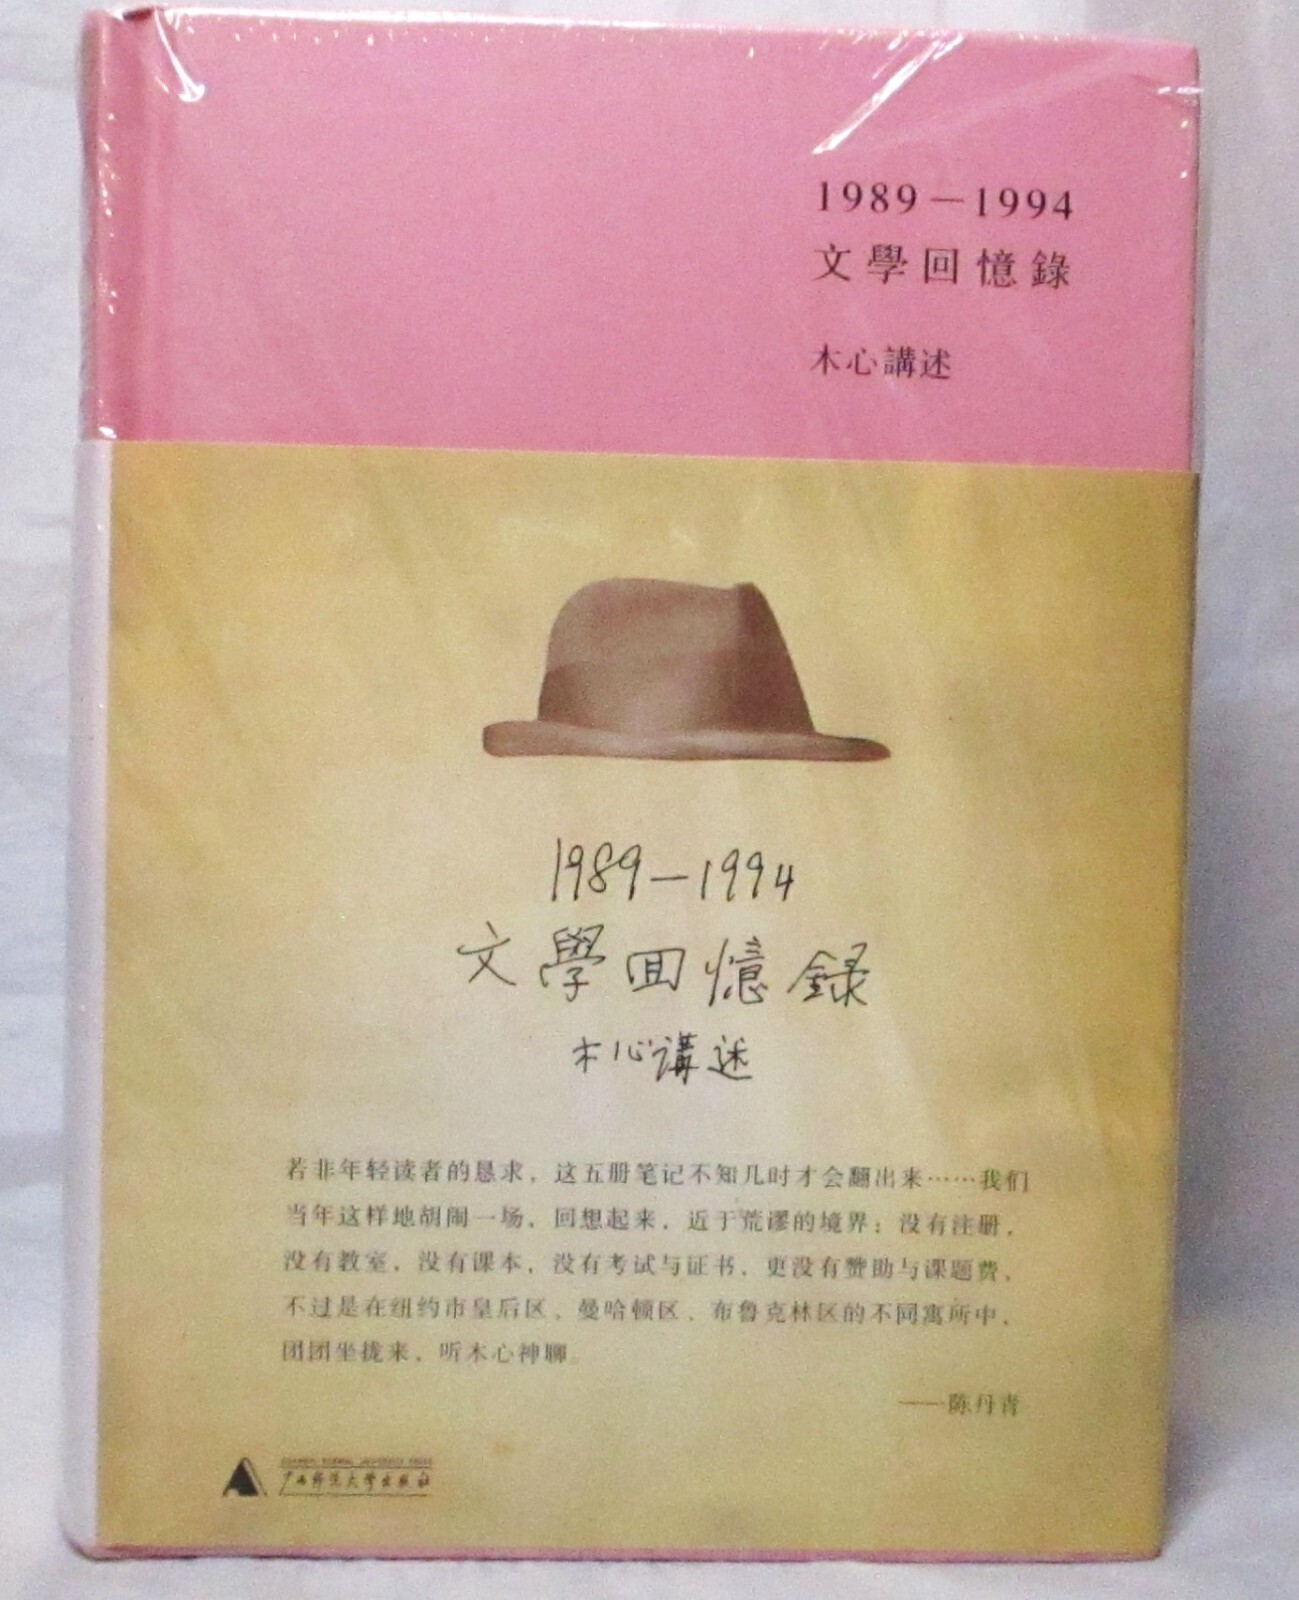 1989－1994
文學回憶錄
木心講述
1989—1994
文學回憶録
木心講述
若非年轻读者的恳求，这五册笔记不知几时才会翻出来……我们
当年这样地胡闹一场，回想起来，近于荒谬的境界：没有注册，
没有教室，没有课本，没有考试与证书，更没有赞助与课题费，
不过是在纽约市皇后区、曼哈顿区、布鲁克林区的不同寓所中，
团团坐拢来，听木心神聊。
——陈丹青
GUANGXI NORMAL UNIVERSITY PRESS
广西师范大学出版社